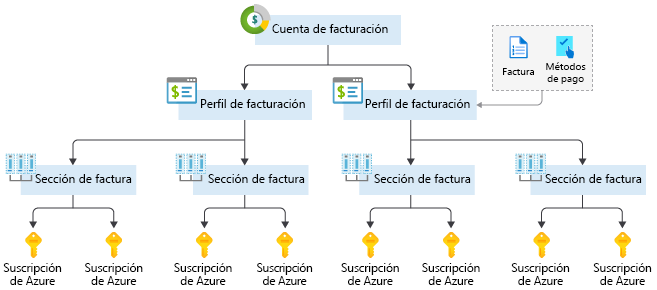 Cuenta de facturación
Factura
Métodos
de pago
Perfil de facturación
Perfil de facturación
Sección de factura
Sección de factura
Sección de factura
Sección de factura
Suscripción
de Azure
Suscripción
de Azure
Suscripción
de Azure
Suscripción
de Azure
Suscripción
de Azure
Suscripción
de Azure
Suscripción
de Azure
Suscripción
de Azure